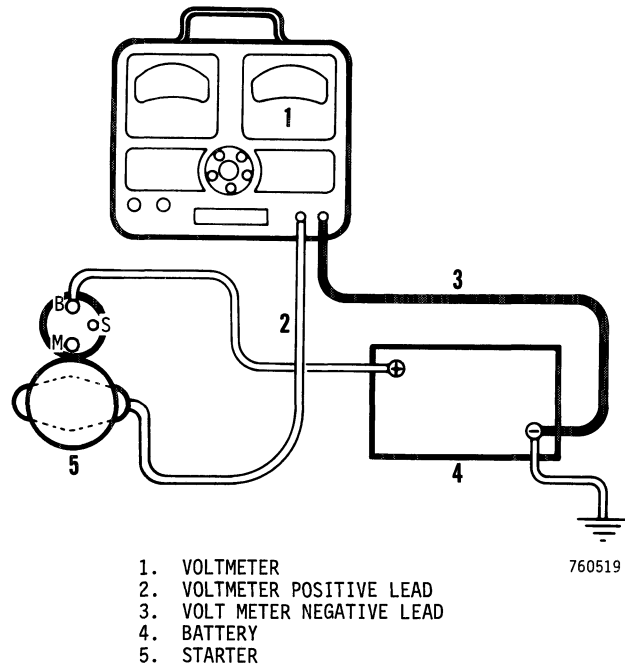 1
B
S
M
2
3
5
4
760519
1. VOLTMETER
2. VOLTMETER POSITIVE LEAD
3. VOLT METER NEGATIVE LEAD
4. BATTERY
5. STARTER